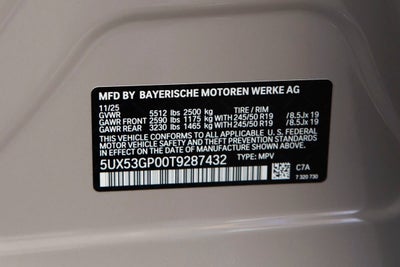 MFD BY BAYERISCHE MOTOREN WERKE AG
11/25
GVWR 5512 lbs 2500 kg TIRE / RIM
GAWR FRONT 2590 lbs 1175 kg WITH 245/50 R19 / 8.5Jx 19
GAWR REAR 3230 lbs 1465 kg WITH 245/50 R19 / 8.5Jx 19
THIS VEHICLE CONFORMS TO ALL APPLICABLE
U.S. FEDERAL MOTOR VEHICLE SAFETY STANDARDS
AND THEFT PREVENTION STANDARDS IN EFFECT ON
THE DATE OF MANUFACTURE SHOWN ABOVE.
5UX53GP00T9287432 TYPE: MPV
C7A
7 320 730